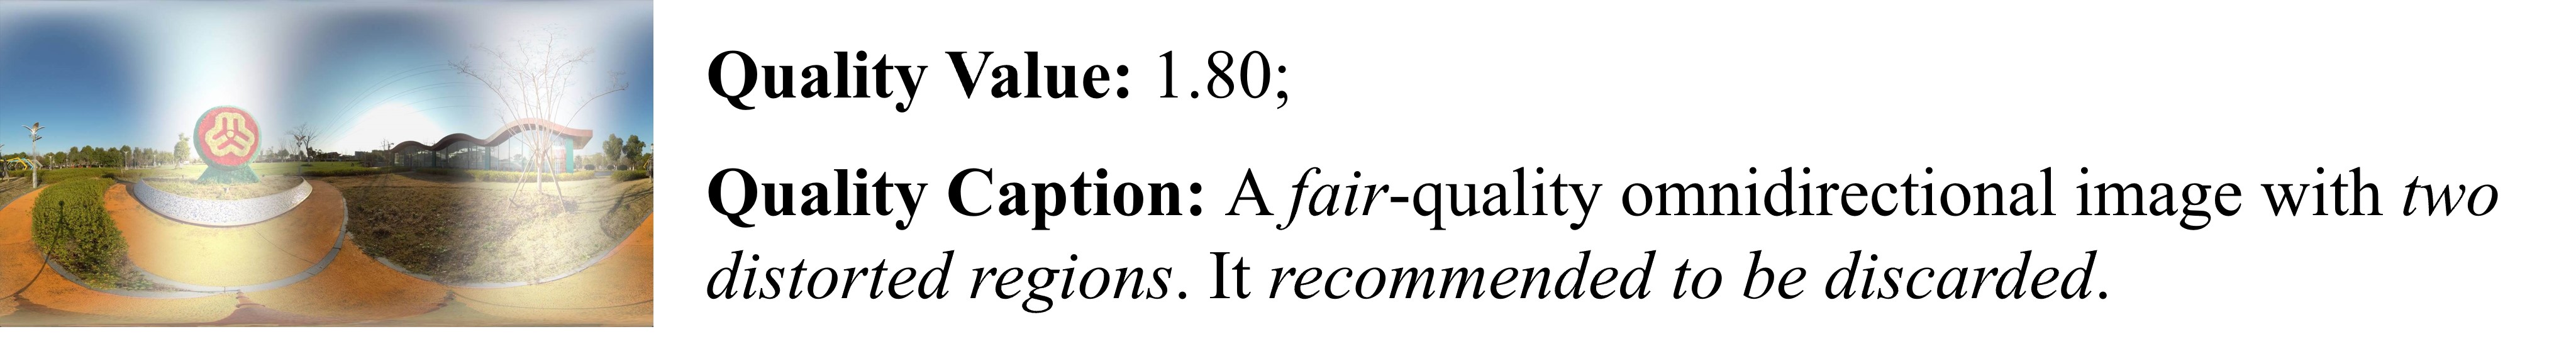 Quality Value: 1.80;
Quality Caption: A fair-quality omnidirectional image with two
distorted regions. It recommended to be discarded.